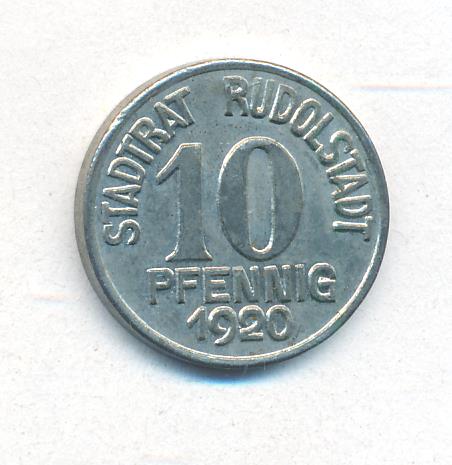 STADTRAT RUDOLSTADT
10
PFENNIG
1920